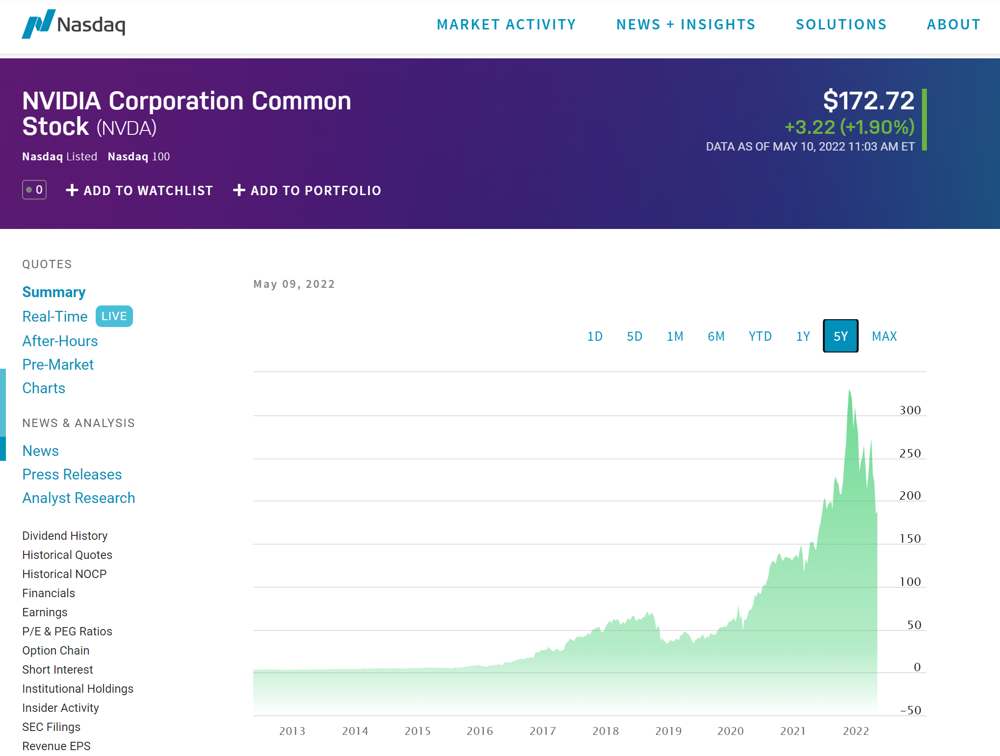 Nasdaq
MARKET ACTIVITY NEWS + INSIGHTS SOLUTIONS ABOUT
NVIDIA Corporation Common
Stock (NVDA)
Nasdaq Listed Nasdaq 100
0 + ADD TO WATCHLIST + ADD TO PORTFOLIO
$172.72
+3.22 (+1.90%)
DATA AS OF MAY 10, 2022 11:03 AM ET
QUOTES
Summary
Real-Time LIVE
After-Hours
Pre-Market
Charts
NEWS & ANALYSIS
News
Press Releases
Analyst Research
Dividend History
Historical Quotes
Historical NOCP
Financials
Earnings
P/E & PEG Ratios
Option Chain
Short Interest
Institutional Holdings
Insider Activity
SEC Filings
Revenue EPS
May 09, 2022
1D 5D 1M 6M YTD 1Y 5Y MAX
300
250
200
150
100
50
0
-50
2013 2014 2015 2016 2017 2018 2019 2020 2021 2022